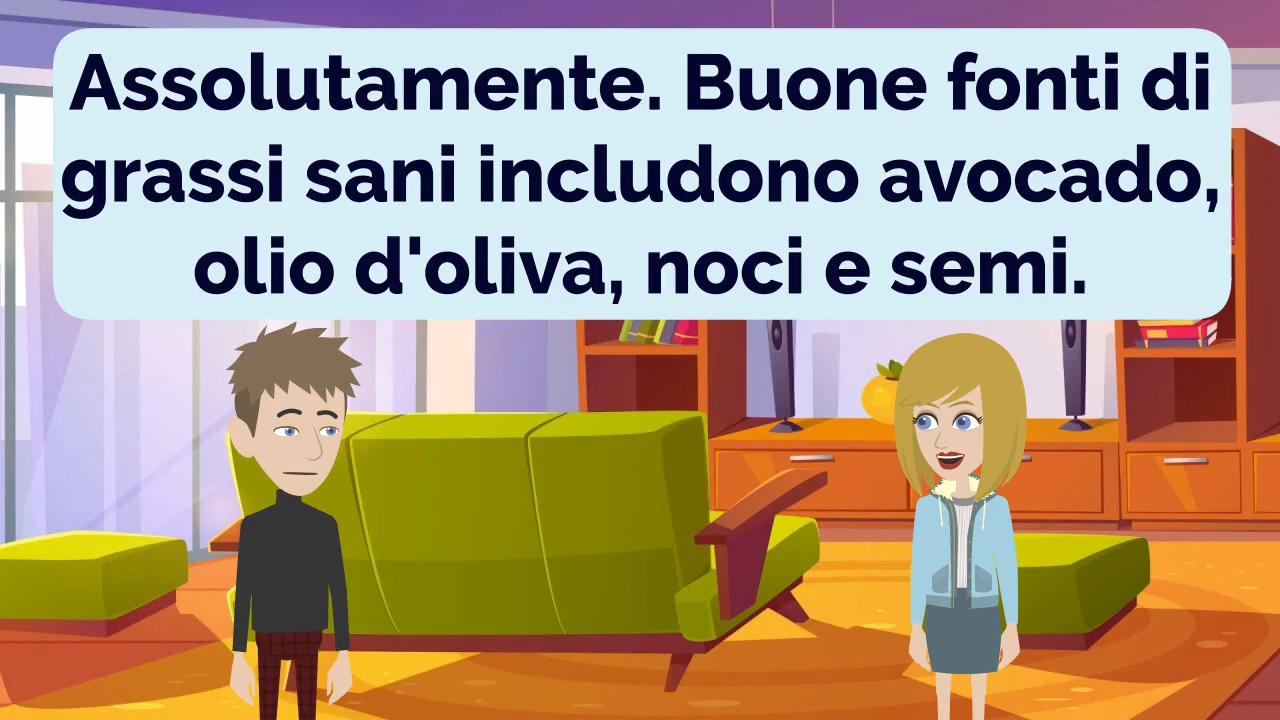 Assolutamente. Buone fonti di
grassi sani includono avocado,
olio d'oliva, noci e semi.